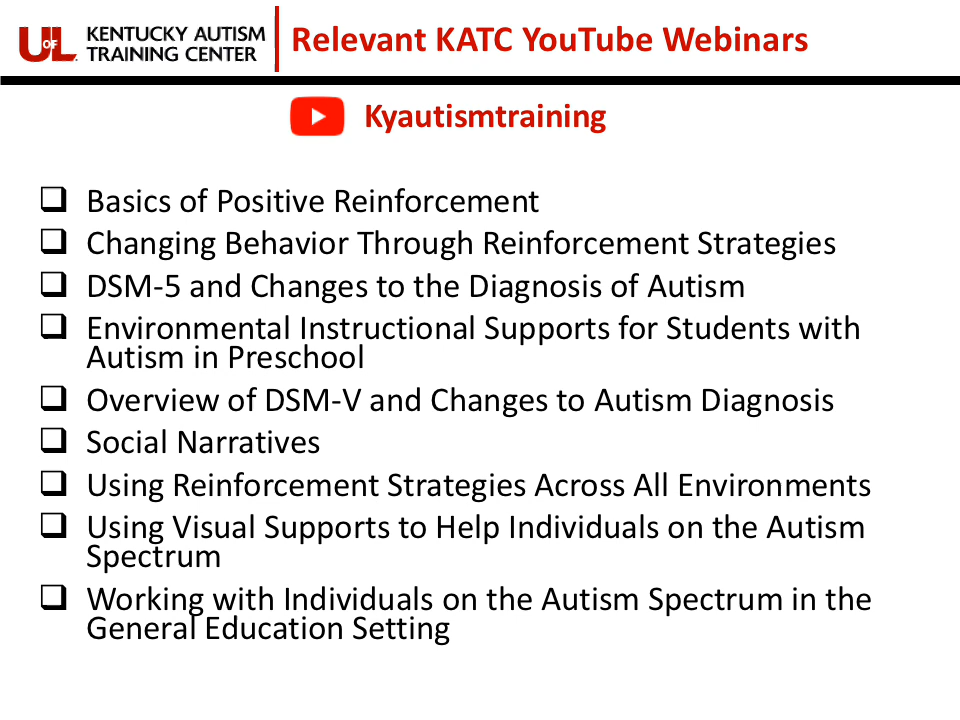 UofL KENTUCKY AUTISM
TRAINING CENTER
Relevant KATC YouTube Webinars
Kyautismtraining
Basics of Positive Reinforcement
Changing Behavior Through Reinforcement Strategies
DSM-5 and Changes to the Diagnosis of Autism
Environmental Instructional Supports for Students with
Autism in Preschool
Overview of DSM-V and Changes to Autism Diagnosis
Social Narratives
Using Reinforcement Strategies Across All Environments
Using Visual Supports to Help Individuals on the Autism
Spectrum
Working with Individuals on the Autism Spectrum in the
General Education Setting